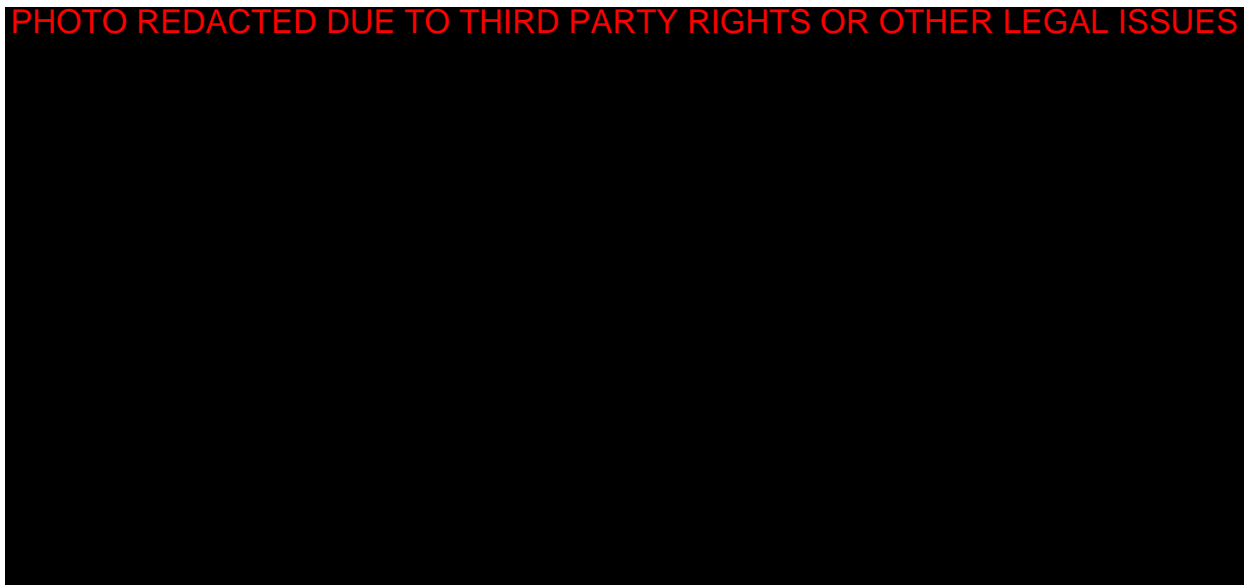 PHOTO REDACTED DUE TO THIRD PARTY RIGHTS OR OTHER LEGAL ISSUES